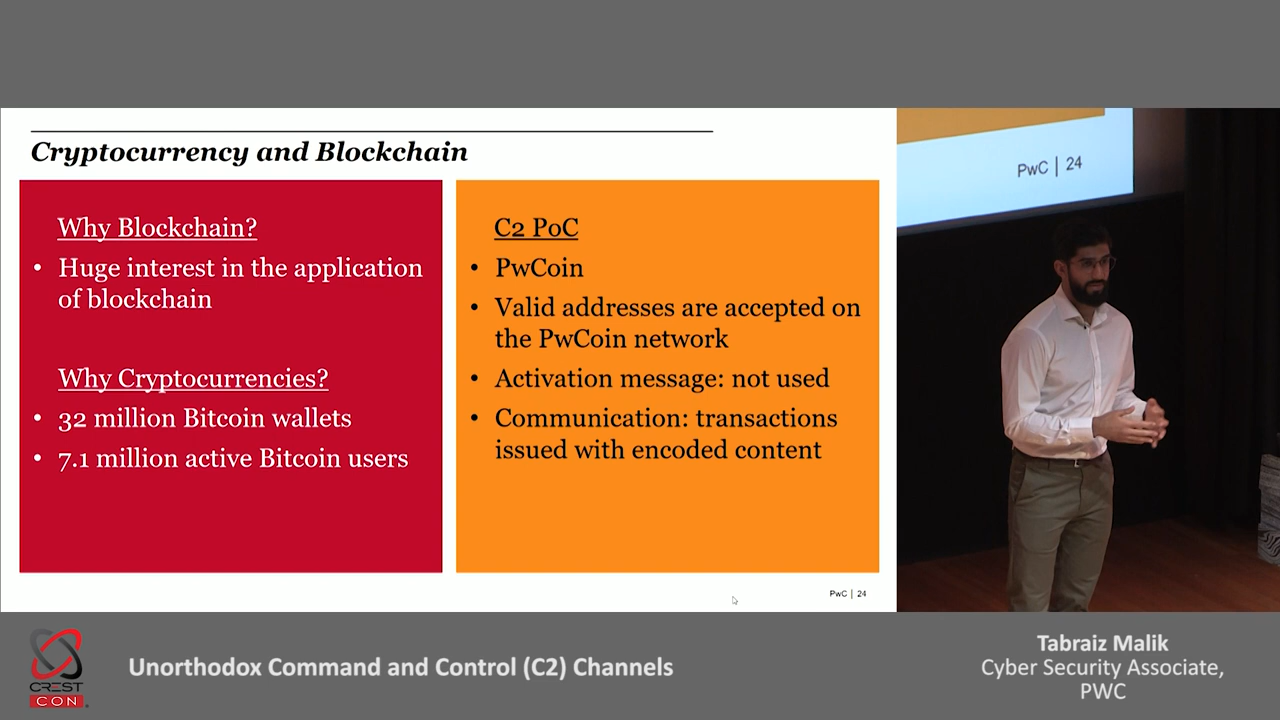 Cryptocurrency and Blockchain
Why Blockchain?
• Huge interest in the application
of blockchain
Why Cryptocurrencies?
• 32 million Bitcoin wallets
• 7.1 million active Bitcoin users
C2 PoC
• PwCoin
• Valid addresses are accepted on
the PwCoin network
• Activation message: not used
• Communication: transactions
issued with encoded content
PwC | 24
PwC | 24
CREST
CON
Unorthodox Command and Control (C2) Channels
Tabraiz Malik
Cyber Security Associate,
PWC